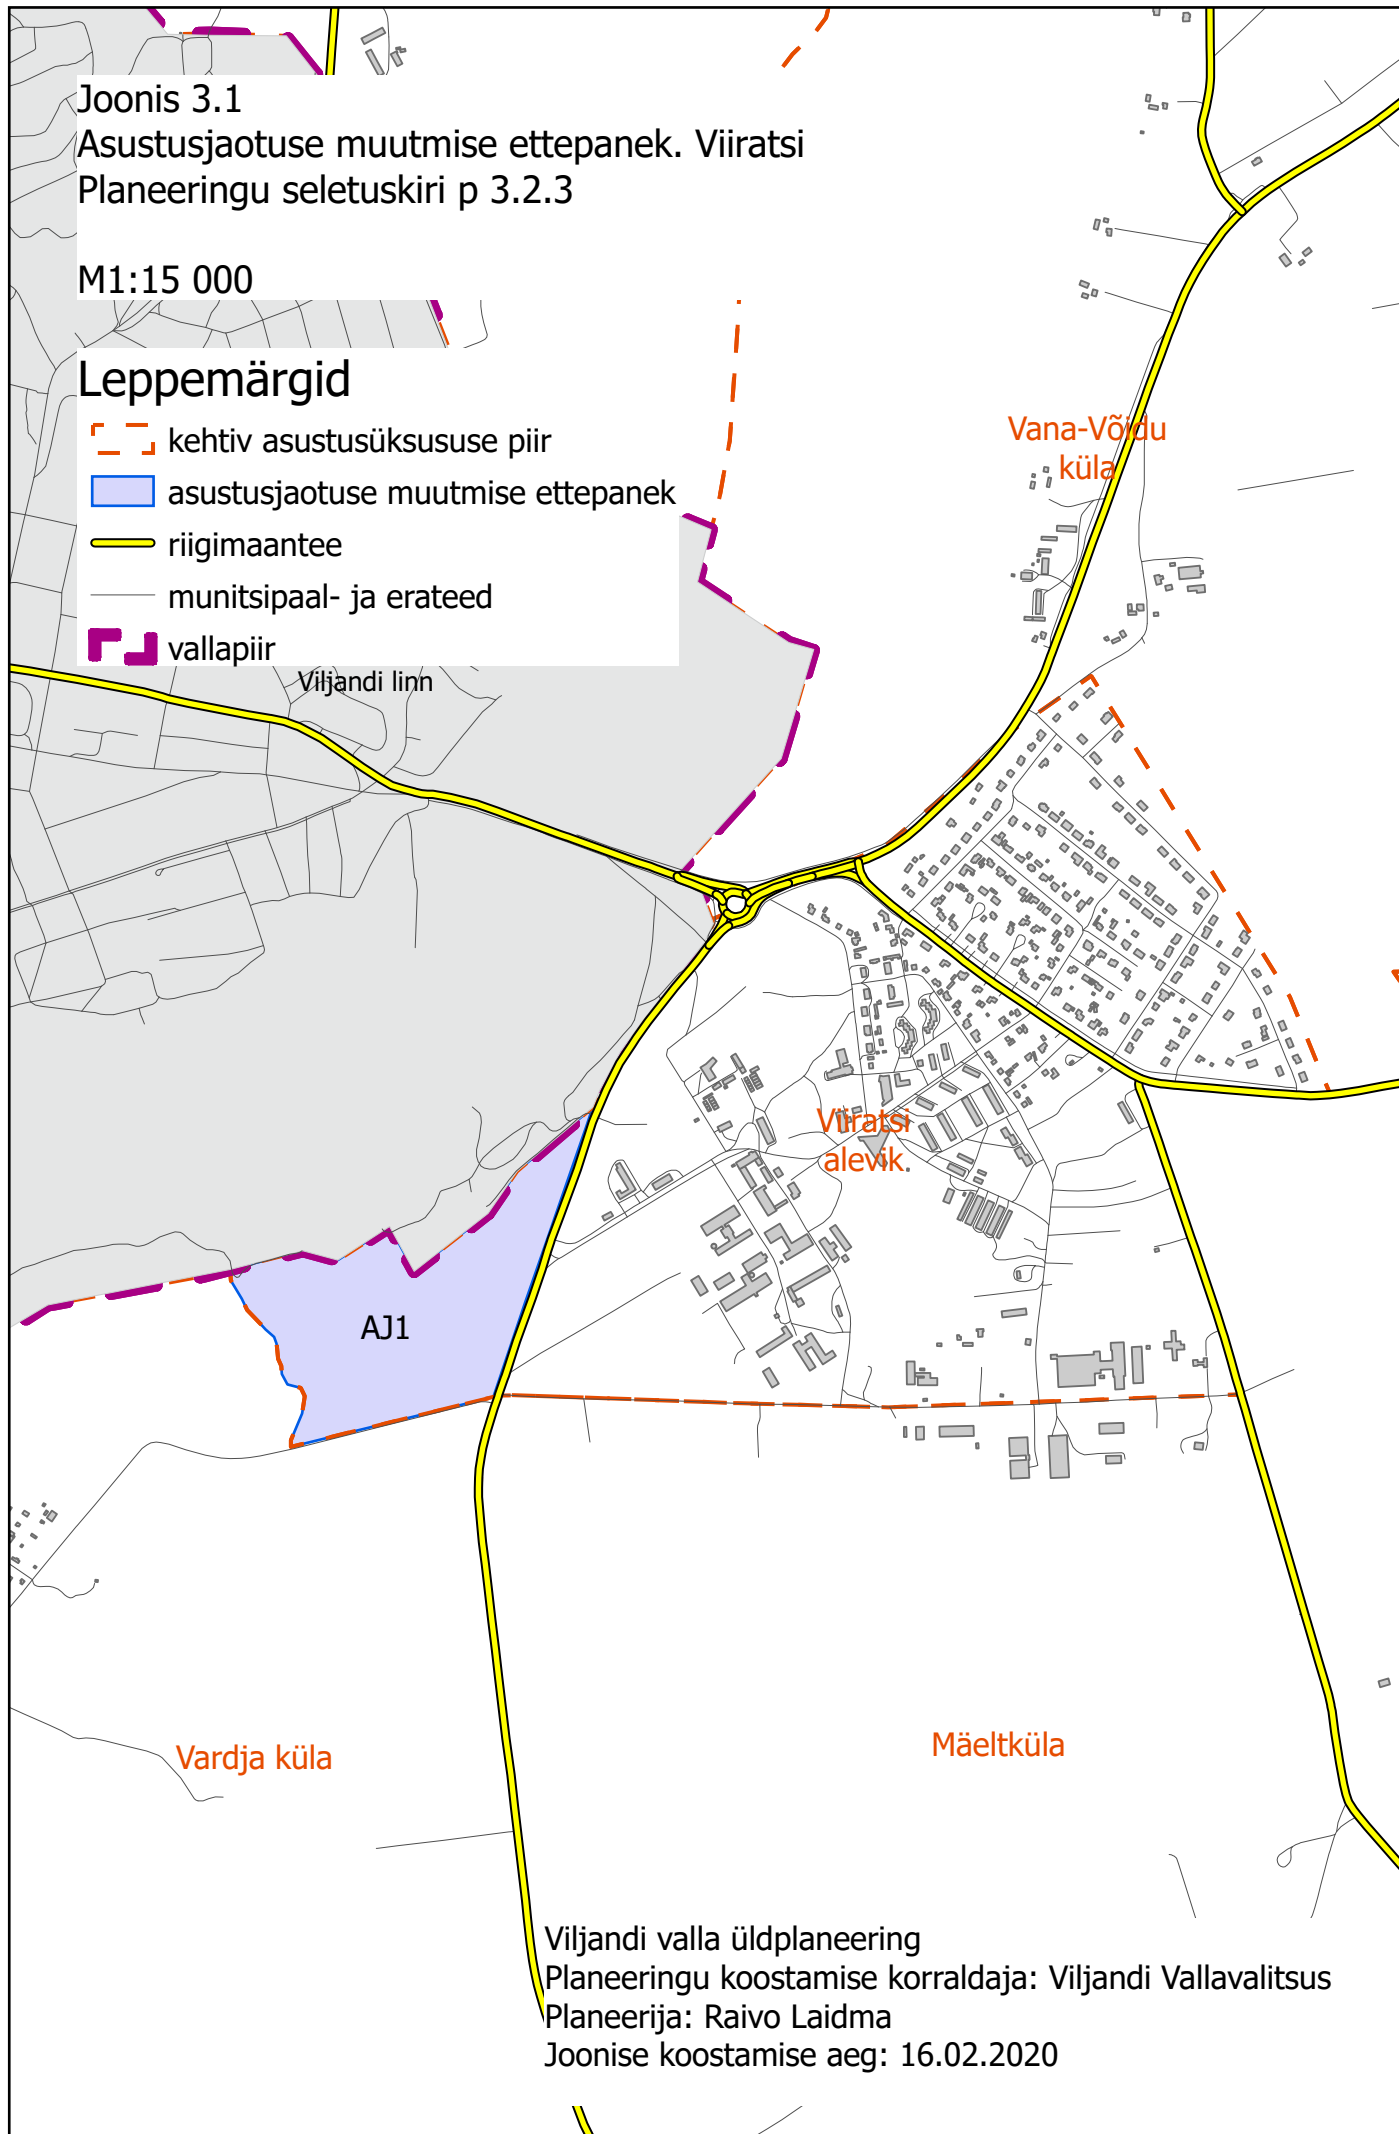 Joonis 3.1
Asustusjaotuse muutmise ettepanek. Viiratsi
Planeeringu seletuskiri p 3.2.3
M1:15 000
Leppemärgid
kehtiv asustusüksususe piir
asustusjaotuse muutmise ettepanek
riigimaantee
munitsipaal- ja erateed
vallapiir
Viljandi linn
Vana-Võidu
küla
Viiratsi
alevik.
AJ1
Vardja küla
Mäeltküla
Viljandi valla üldplaneering
Planeeringu koostamise korraldaja: Viljandi Vallavalitsus
Planeerija: Raivo Laidma
Joonise koostamise aeg: 16.02.2020